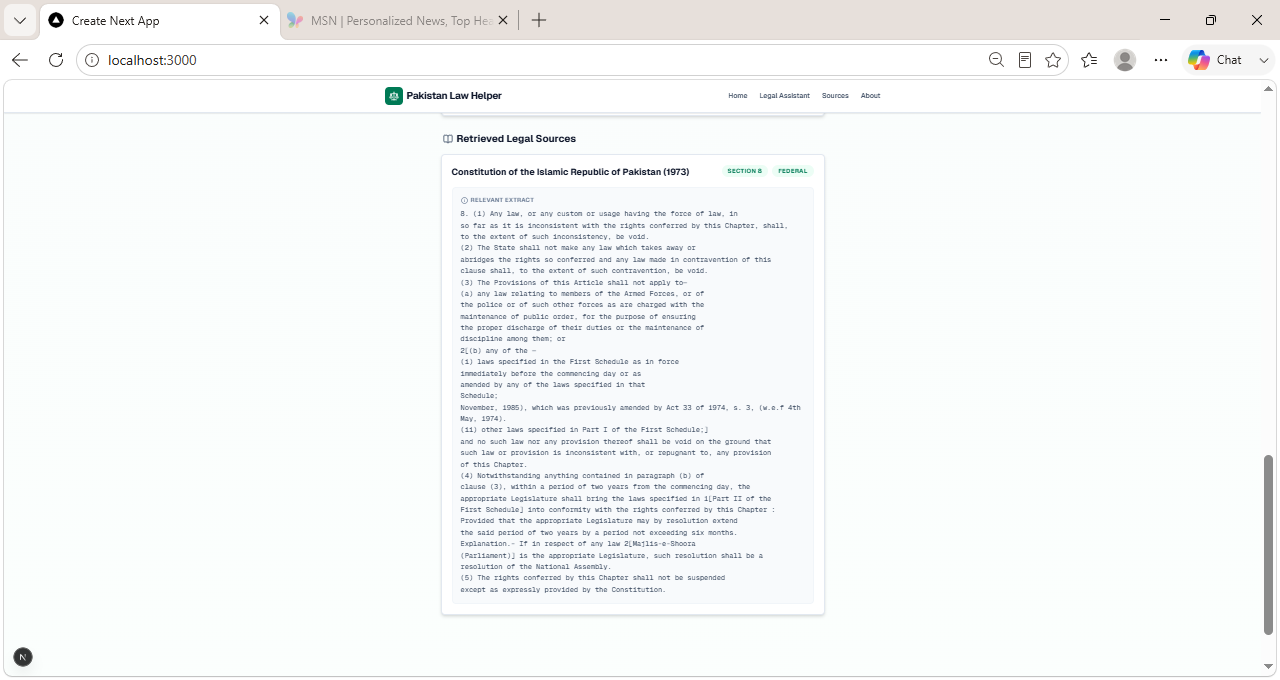 Create Next App
MSN | Personalized News, Top Hea
localhost:3000
Chat
Pakistan Law Helper
Home
Legal Assistant
Sources
About
Retrieved Legal Sources
Constitution of the Islamic Republic of Pakistan (1973)
SECTION 8
FEDERAL
RELEVANT EXTRACT
8. (1) Any law, or any custom or usage having the force of law, in
so far as it is inconsistent with the rights conferred by this Chapter, shall,
to the extent of such inconsistency, be void.
(2) The State shall not make any law which takes away or
abridges the rights so conferred and any law made in contravention of this
clause shall, to the extent of such contravention, be void.
(3) The Provisions of this Article shall not apply to-
(a) any law relating to members of the Armed Forces, or of
the police or of such other forces as are charged with the
maintenance of public order, for the purpose of ensuring
the proper discharge of their duties or the maintenance of
discipline among them; or
2[(b) any of the -
(i) laws specified in the First Schedule as in force
immediately before the commencing day or as
amended by any of the laws specified in that
Schedule;
November, 1985), which was previously amended by Act 33 of 1974, s. 3, (w.e.f 4th
May, 1974).
(ii) other laws specified in Part I of the First Schedule;]
and no such law nor any provision thereof shall be void on the ground that
such law or provision is inconsistent with, or repugnant to, any provision
of this Chapter.
(4) Notwithstanding anything contained in paragraph (b) of
clause (3), within a period of two years from the commencing day, the
appropriate Legislature shall bring the laws specified in 1[Part II of the
First Schedule] into conformity with the rights conferred by this Chapter :
Provided that the appropriate Legislature may by resolution extend
the said period of two years by a period not exceeding six months.
Explanation.- If in respect of any law 2[Majlis-e-Shoora
(Parliament)] is the appropriate Legislature, such resolution shall be a
resolution of the National Assembly.
(5) The rights conferred by this Chapter shall not be suspended
except as expressly provided by the Constitution.
N